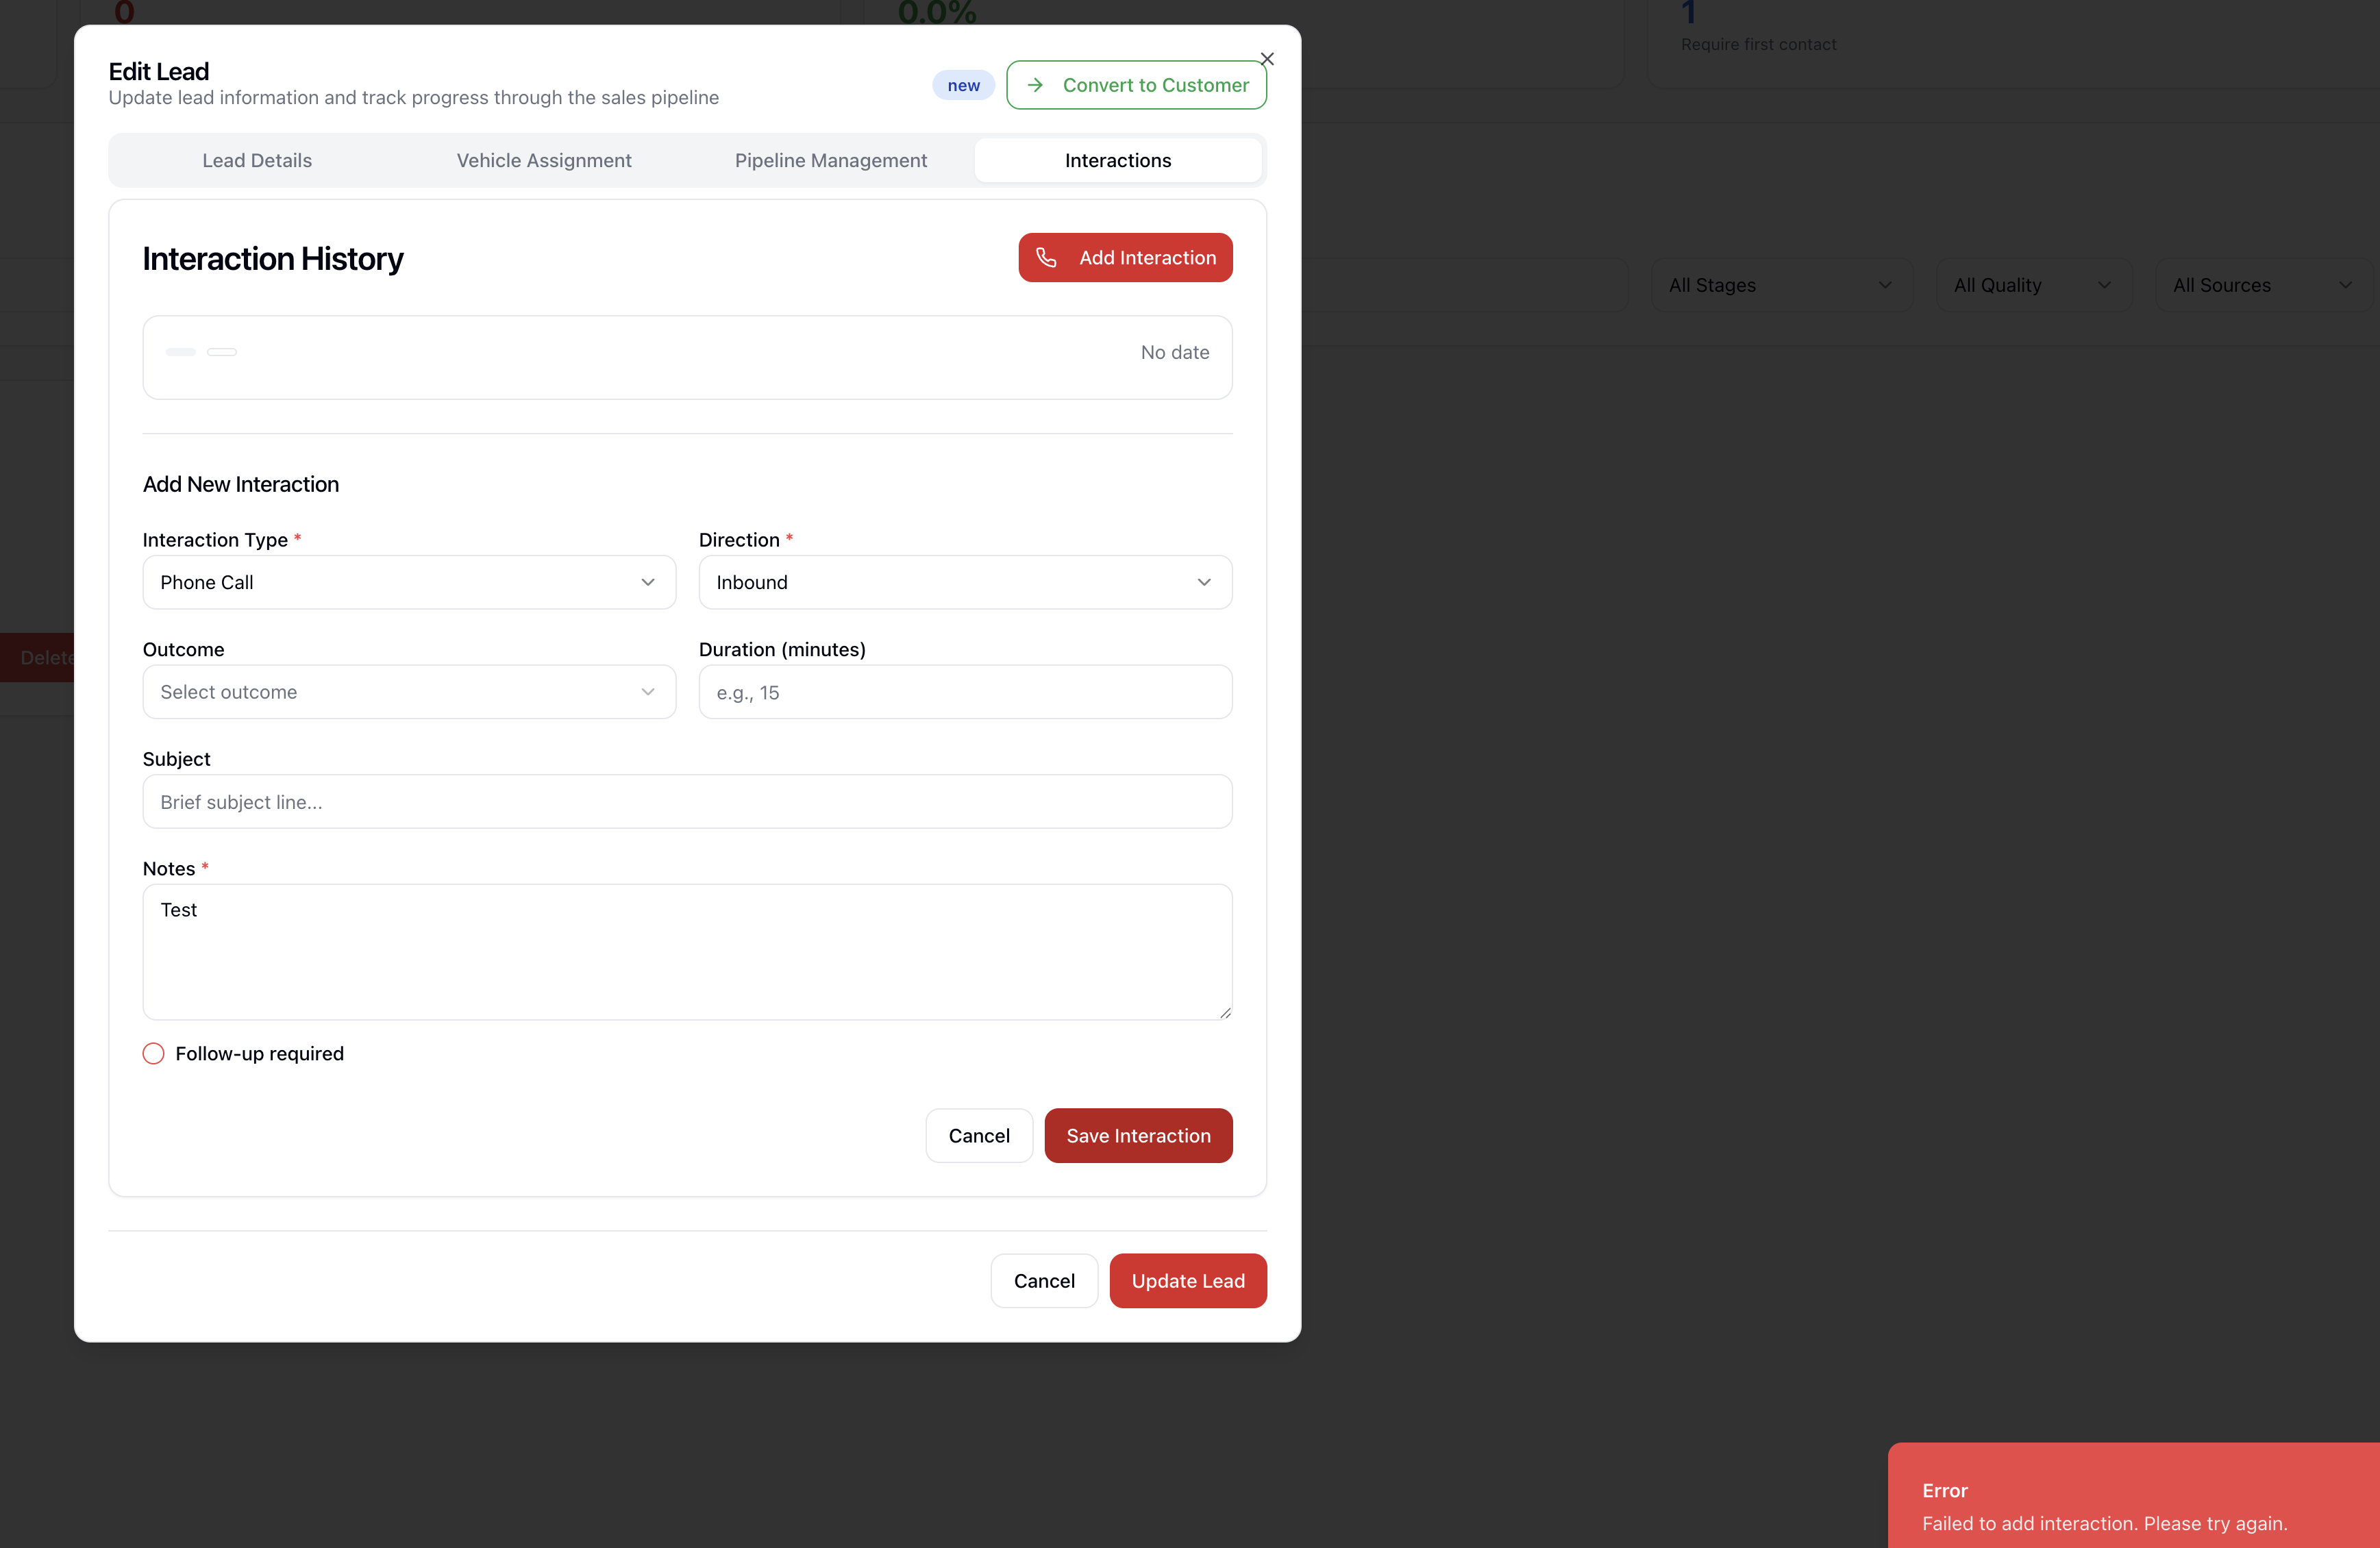 0
0.0%
1
Require first contact
Edit Lead
Update lead information and track progress through the sales pipeline
new
Convert to Customer
Lead Details
Vehicle Assignment
Pipeline Management
Interactions
Interaction History
Add Interaction
All Stages
All Quality
All Sources
No date
Add New Interaction
Interaction Type *
Direction *
Phone Call
Inbound
Outcome
Duration (minutes)
Delete
Select outcome
e.g., 15
Subject
Brief subject line...
Notes *
Test
Follow-up required
Cancel
Save Interaction
Cancel
Update Lead
Error
Failed to add interaction. Please try again.